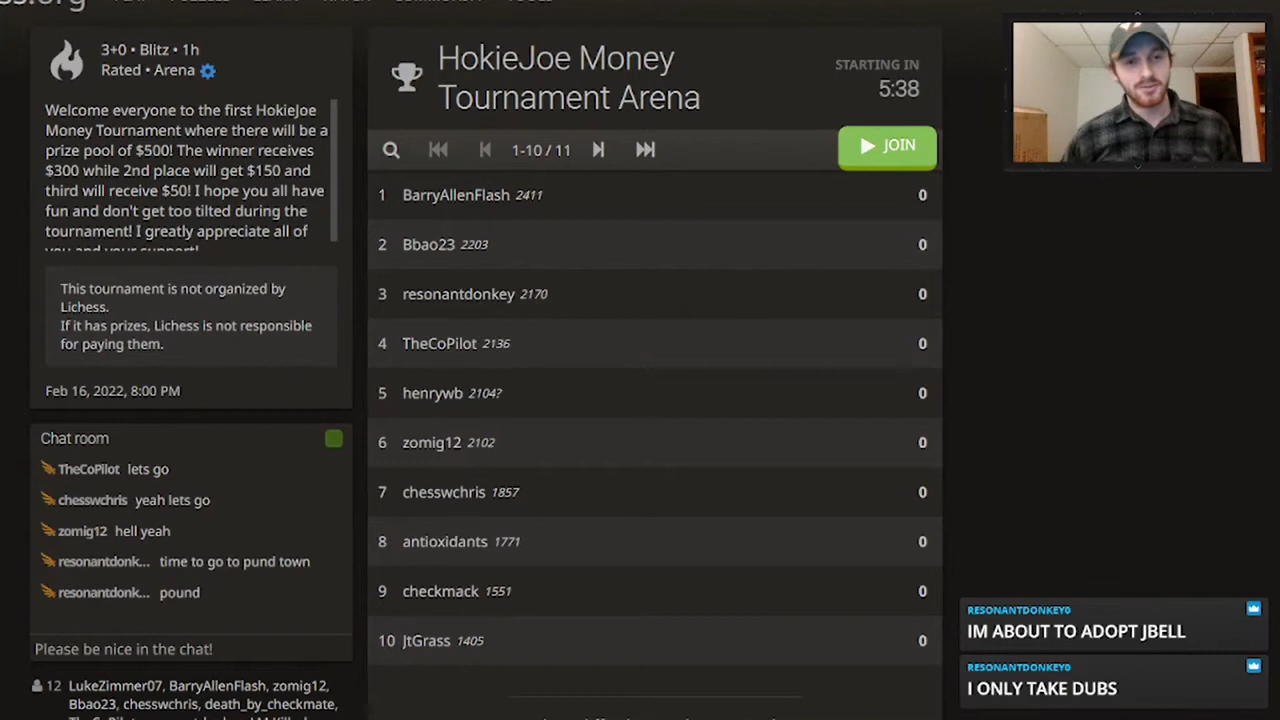 3+0 • Blitz • 1h
Rated • Arena
Welcome everyone to the first HokieJoe
Money Tournament where there will be a
prize pool of $500! The winner receives
$300 while 2nd place will get $150 and
third will receive $50! I hope you all have
fun and don't get too tilted during the
tournament! I greatly appreciate all of
you and your support!
This tournament is not organized by
Lichess.
If it has prizes, Lichess is not responsible
for paying them.
Feb 16, 2022, 8:00 PM
Chat room
TheCoPilot lets go
chesswchris yeah lets go
zomig12 hell yeah
resonantdonk... time to go to pund town
resonantdonk... pound
Please be nice in the chat!
12 LukeZimmer07, BarryAllenFlash, zomig12,
Bbao23, chesswchris, death_by_checkmate,
HokieJoe Money
Tournament Arena
STARTING IN
5:38
1-10 / 11
JOIN
1 BarryAllenFlash 2411 0
2 Bbao23 2203 0
3 resonantdonkey 2170 0
4 TheCoPilot 2136 0
5 henrywb 2104? 0
6 zomig12 2102 0
7 chesswchris 1857 0
8 antioxidants 1771 0
9 checkmack 1551 0
10 JtGrass 1405 0
RESONANTDONKEY0
IM ABOUT TO ADOPT JBELL
RESONANTDONKEY0
I ONLY TAKE DUBS